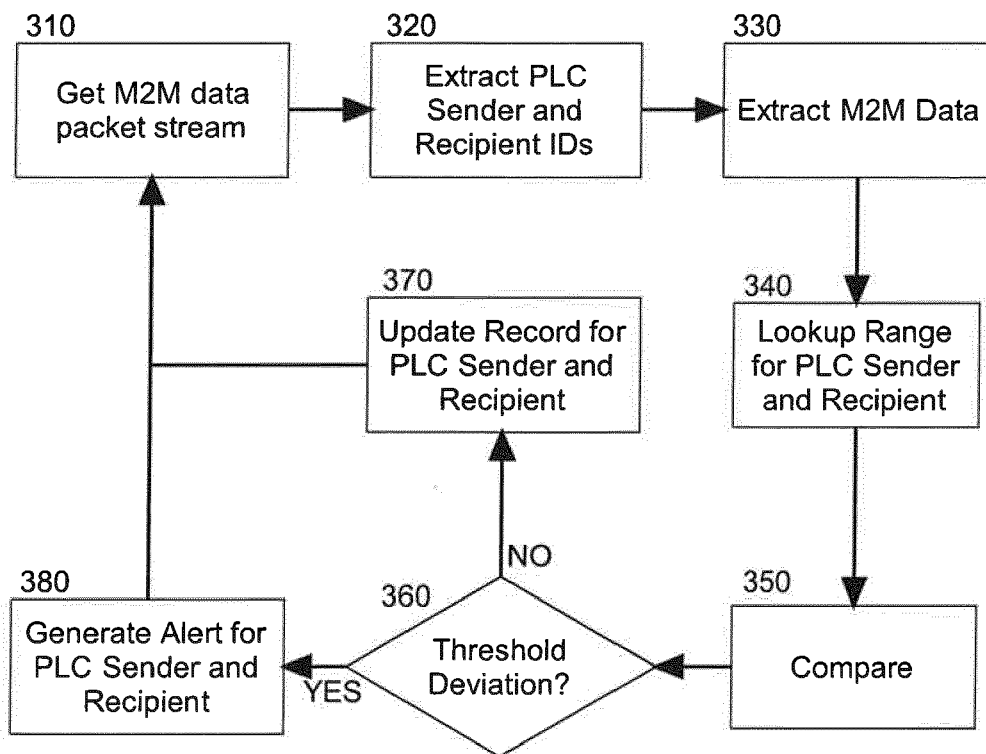 310
Get M2M data
packet stream
320
Extract PLC
Sender and
Recipient IDs
330
Extract M2M Data
340
Lookup Range
for PLC Sender
and Recipient
350
Compare
360
Threshold
Deviation?
NO
370
Update Record for
PLC Sender and
Recipient
YES
380
Generate Alert for
PLC Sender and
Recipient